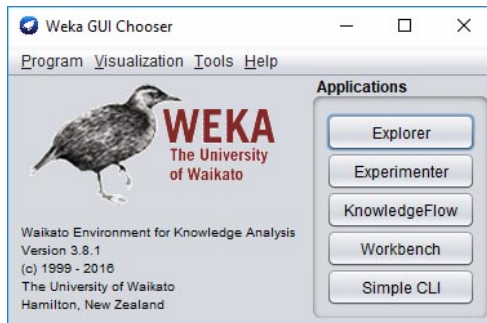 Weka GUI Chooser
Program Visualization Tools Help
WEKA
The University
of Waikato
Waikato Environment for Knowledge Analysis
Version 3.8.1
(c) 1999 - 2016
The University of Waikato
Hamilton, New Zealand
Applications
Explorer
Experimenter
KnowledgeFlow
Workbench
Simple CLI